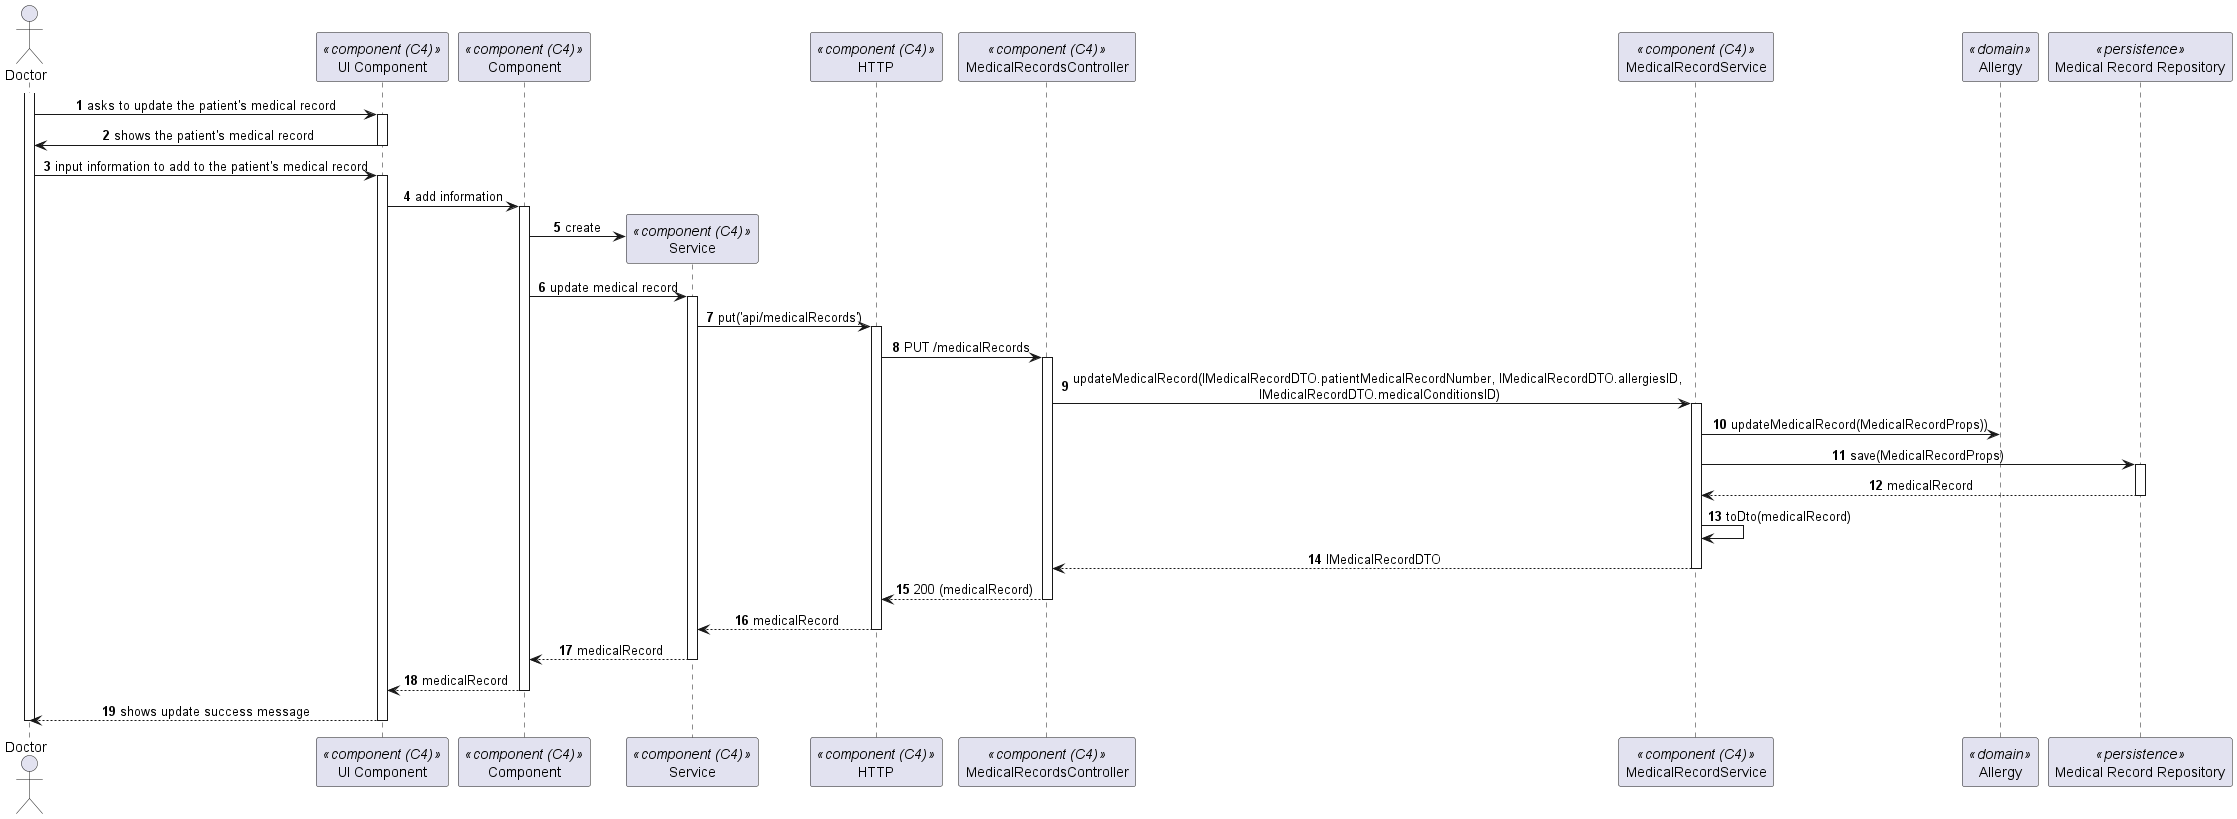 Doctor
«component (C4)»
UI Component
«component (C4)»
Component
«component (C4)»
HTTP
«component (C4)»
MedicalRecordsController
«component (C4)»
MedicalRecordService
«domain»
Allergy
«persistence»
Medical Record Repository
1 asks to update the patient's medical record
2 shows the patient's medical record
3 input information to add to the patient's medical record
4 add information
5 create
«component (C4)»
Service
6 update medical record
7 put('api/medicalRecords')
8 PUT /medicalRecords
9 updateMedicalRecord(IMedicalRecordDTO.patientMedicalRecordNumber, IMedicalRecordDTO.allergiesID,
IMedicalRecordDTO.medicalConditionsID)
10 updateMedicalRecord(MedicalRecordProps))
11 save(MedicalRecordProps)
12 medicalRecord
13 toDto(medicalRecord)
14 IMedicalRecordDTO
15 200 (medicalRecord)
16 medicalRecord
17 medicalRecord
18 medicalRecord
19 shows update success message
Doctor
«component (C4)»
UI Component
«component (C4)»
Component
«component (C4)»
Service
«component (C4)»
HTTP
«component (C4)»
MedicalRecordsController
«component (C4)»
MedicalRecordService
«domain»
Allergy
«persistence»
Medical Record Repository